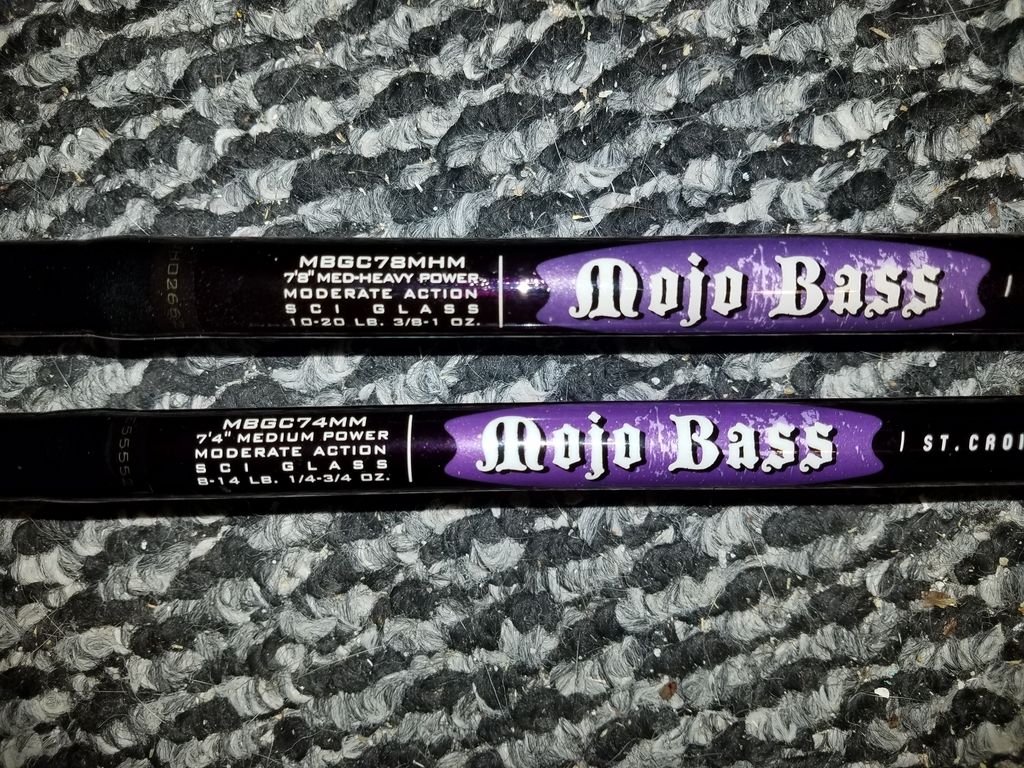 MBGC78MHM
7'8" MED-HEAVY POWER
MODERATE ACTION
SCI GLASS
10-20 LB. 3/8-1 OZ.
Mojo Bass
MBGC74MM
7'4" MEDIUM POWER
MODERATE ACTION
SCI GLASS
8-14 LB. 1/4-3/4 OZ.
Mojo Bass
ST. CROI